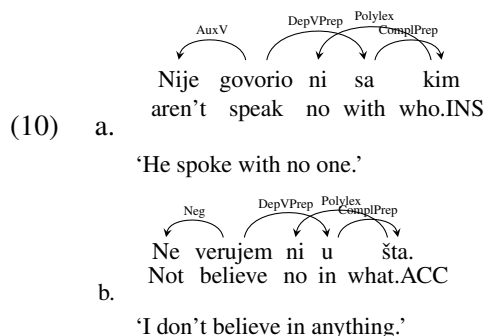 AuxV DepVPrep Polylex ComplPrep
Nije govorio ni sa kim
aren't speak no with who.INS
(10) a.
‘He spoke with no one.’
Neg DepVPrep Polylex ComplPrep
Ne verujem ni u šta.
Not believe no in what.ACC
b.
‘I don't believe in anything.’